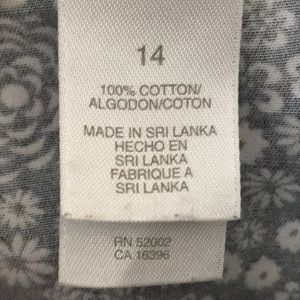 14
100% COTTON/
ALGODON/COTON
MADE IN SRI LANKA
HECHO EN
SRI LANKA
FABRIQUE A
SRI LANKA
RN 52002
CA 16396